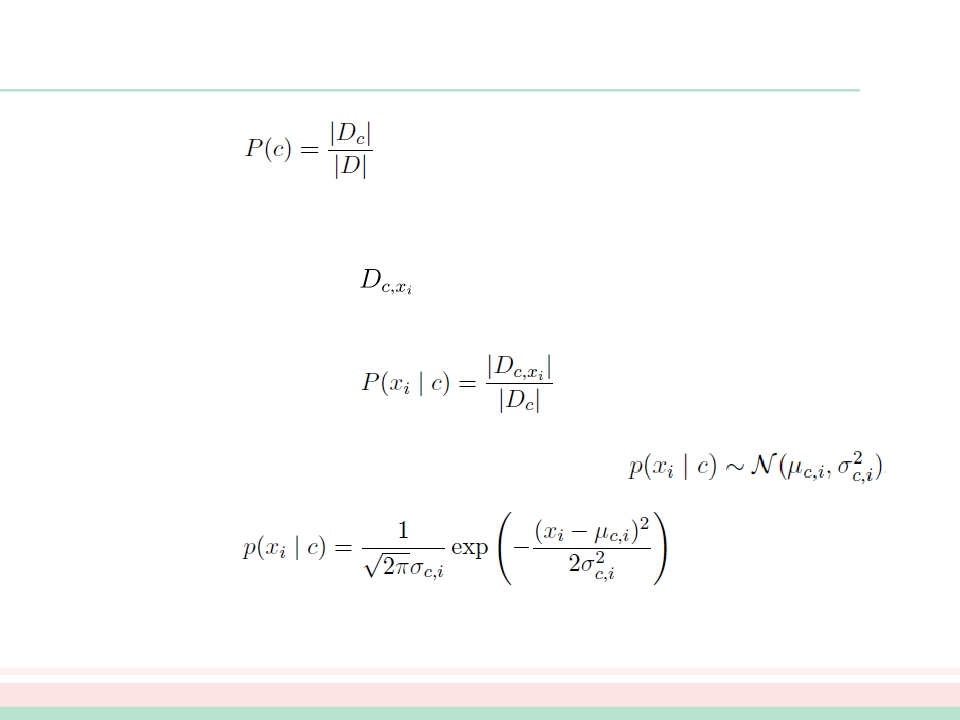 P(c) = |D_c| / |D|
D_{c,x_i}
P(x_i | c) = |D_{c,x_i}| / |D_c|
p(x_i | c) ∼ 𝒩(μ_{c,i}, σ²_{c,i})
p(x_i | c) = 1 / (√2π σ_{c,i}) exp(−(x_i − μ_{c,i})² / 2σ²_{c,i})